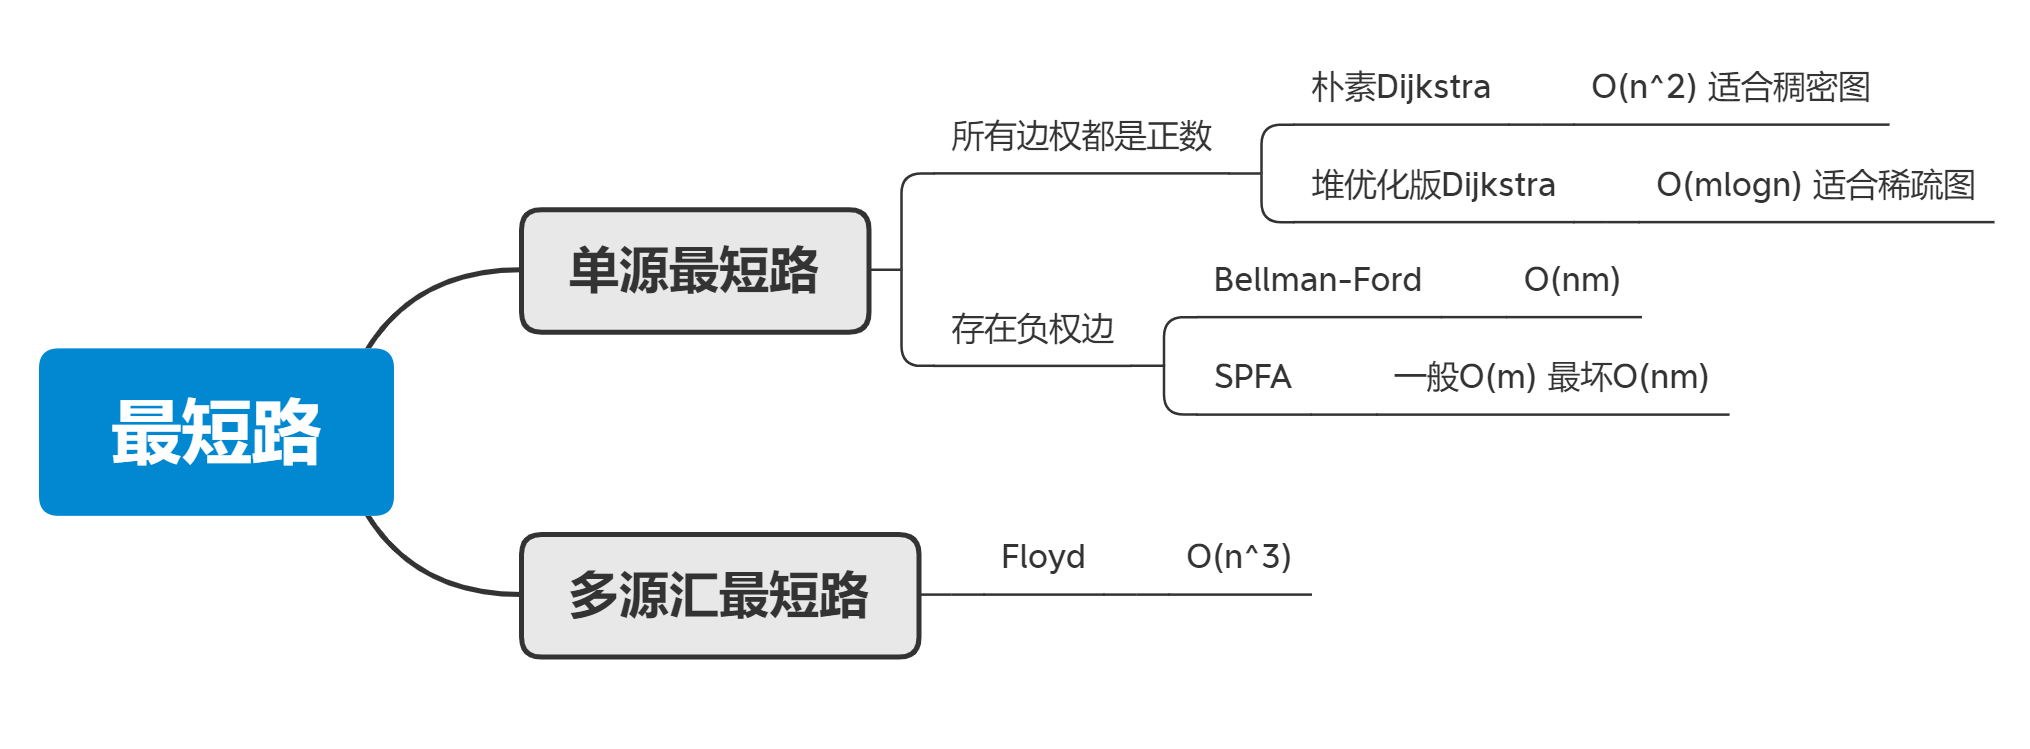 最短路
单源最短路
所有边权都是正数
朴素Dijkstra
O(n^2) 适合稠密图
堆优化版Dijkstra
O(mlogn) 适合稀疏图
存在负权边
Bellman-Ford
O(nm)
SPFA
一般O(m) 最坏O(nm)
多源汇最短路
Floyd
O(n^3)